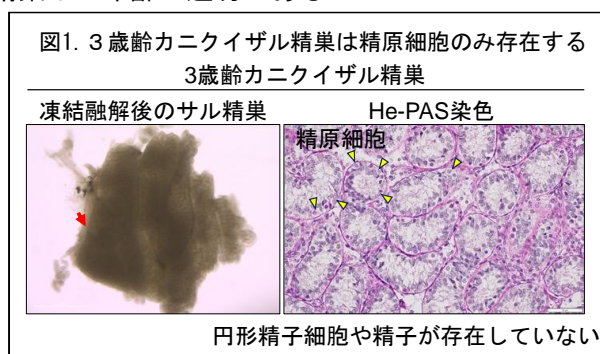 図1. ３歳齢カニクイザル精巣は精原細胞のみ存在する
3歳齢カニクイザル精巣
凍結融解後のサル精巣
He-PAS染色
精原細胞
円形精子細胞や精子が存在していない